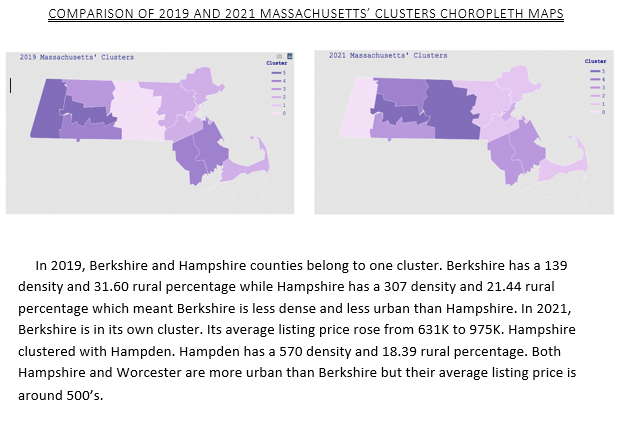 COMPARISON OF 2019 AND 2021 MASSACHUSETTS' CLUSTERS CHOROPLETH MAPS
2019 Massachusetts' Clusters
Cluster
5
4
3
2
1
0
2021 Massachusetts' Clusters
Cluster
5
4
3
2
1
0
In 2019, Berkshire and Hampshire counties belong to one cluster. Berkshire has a 139
density and 31.60 rural percentage while Hampshire has a 307 density and 21.44 rural
percentage which meant Berkshire is less dense and less urban than Hampshire. In 2021,
Berkshire is in its own cluster. Its average listing price rose from 631K to 975K. Hampshire
clustered with Hampden. Hampden has a 570 density and 18.39 rural percentage. Both
Hampshire and Worcester are more urban than Berkshire but their average listing price is
around 500's.